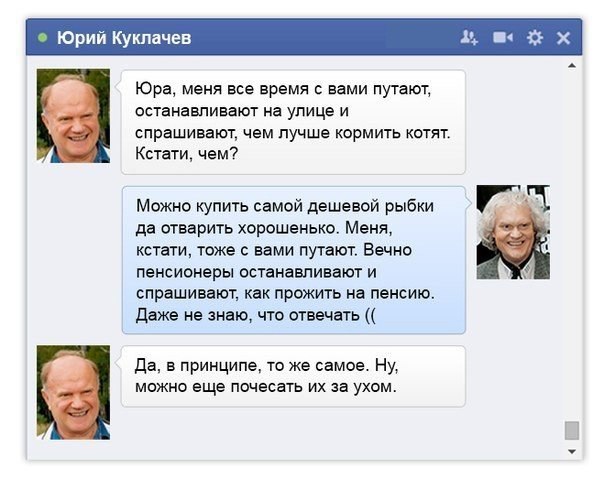 Юрий Куклачев
Юра, меня все время с вами путают,
останавливают на улице и
спрашивают, чем лучше кормить котят.
Кстати, чем?
Можно купить самой дешевой рыбки
да отварить хорошенько. Меня,
кстати, тоже с вами путают. Вечно
пенсионеры останавливают и
спрашивают, как прожить на пенсию.
Даже не знаю, что отвечать ((
Да, в принципе, то же самое. Ну,
можно еще почесать их за ухом.